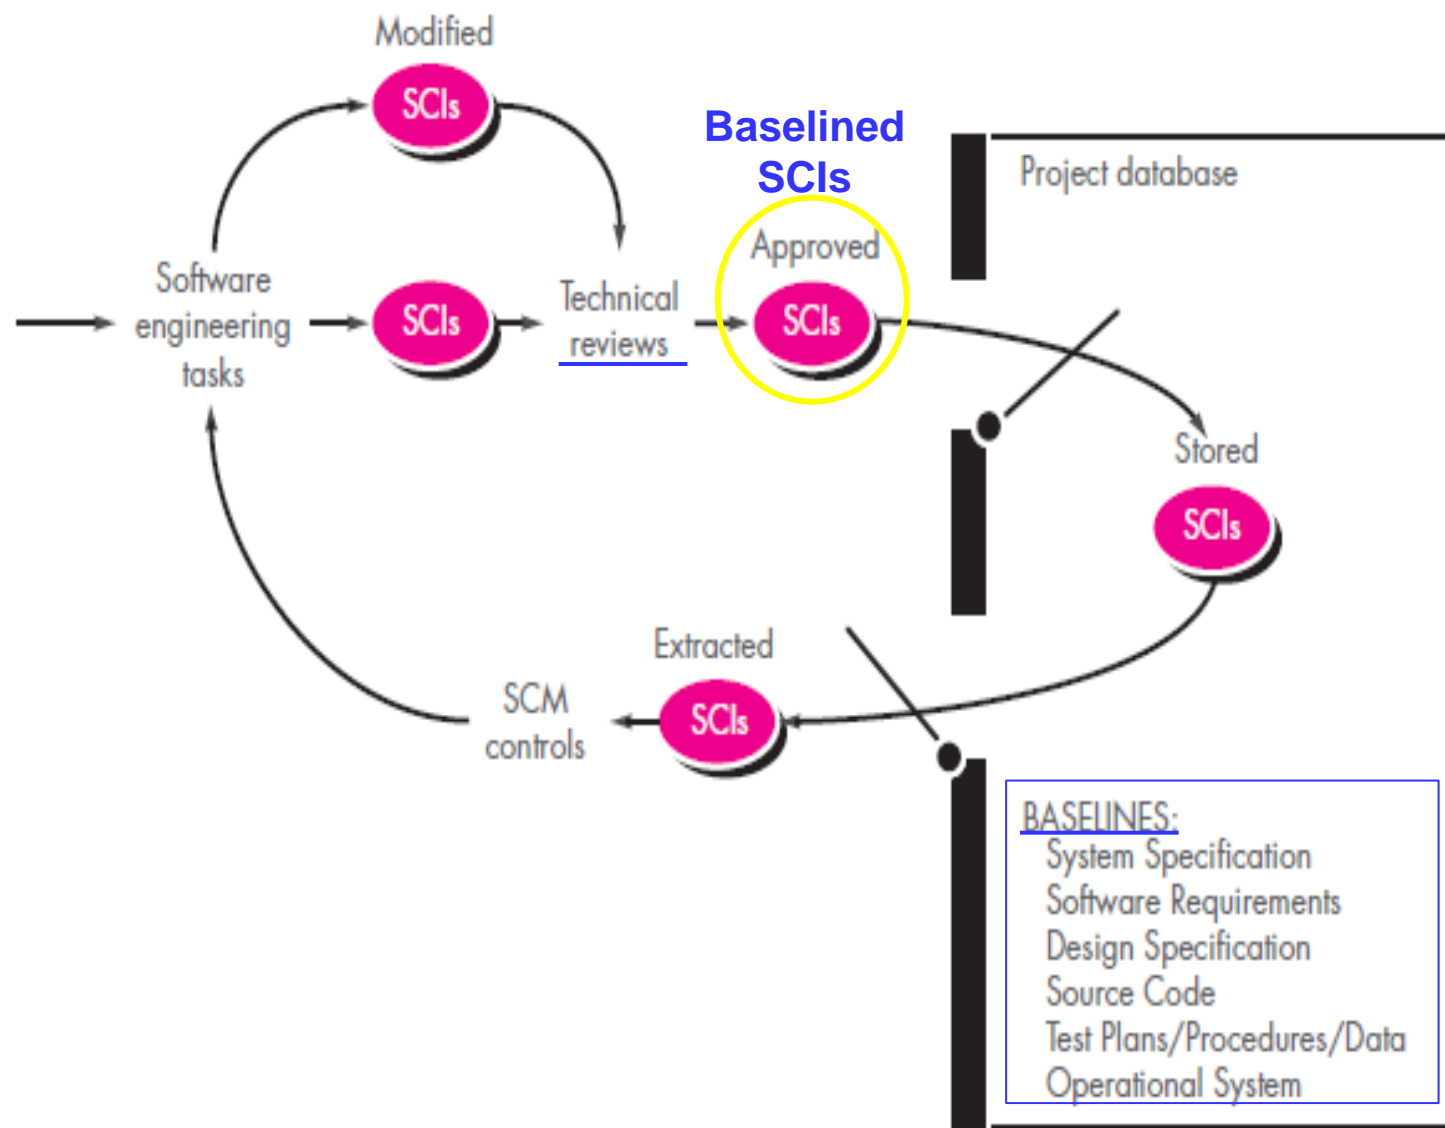 Modified
SCIs
Baselined
SCIs
Project database
Approved
SCIs
Software
engineering
tasks
SCIs
Technical
reviews
Stored
SCIs
Extracted
SCIs
SCM
controls
BASELINES:
System Specification
Software Requirements
Design Specification
Source Code
Test Plans/Procedures/Data
Operational System